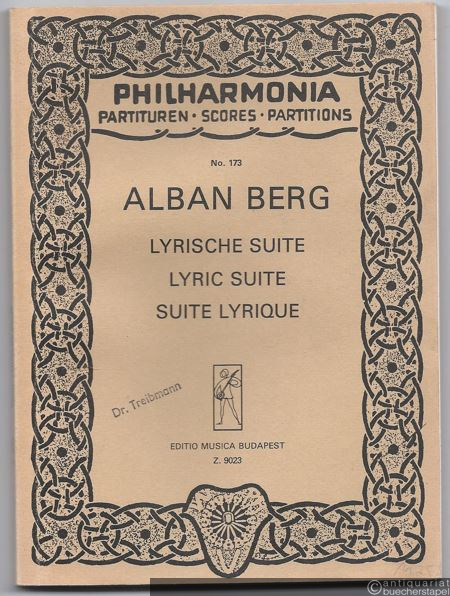 PHILHARMONIA
PARTITUREN • SCORES • PARTITIONS
No. 173
ALBAN BERG
LYRISCHE SUITE
LYRIC SUITE
SUITE LYRIQUE
Dr. Treibmann
EDITIO MUSICA BUDAPEST
Z. 9023
antiquariat
buecherstapel